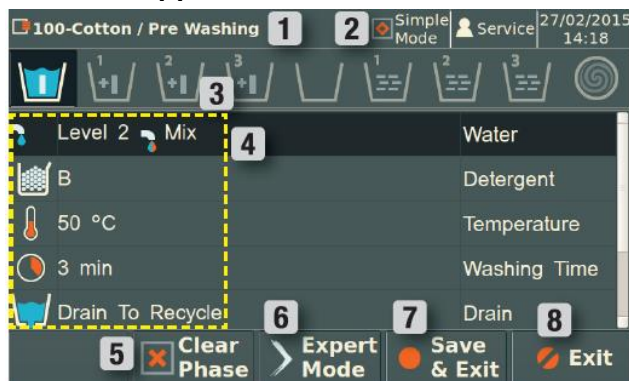 100-Cotton / Pre Washing 1 2 Simple Mode Service 27/02/2015 14:18
1 2 3 1 2 3
3
Level 2 Mix 4 Water
B Detergent
50 °C Temperature
3 min Washing Time
Drain To Recycle Drain
5 Clear Phase 6 Expert Mode 7 Save & Exit 8 Exit